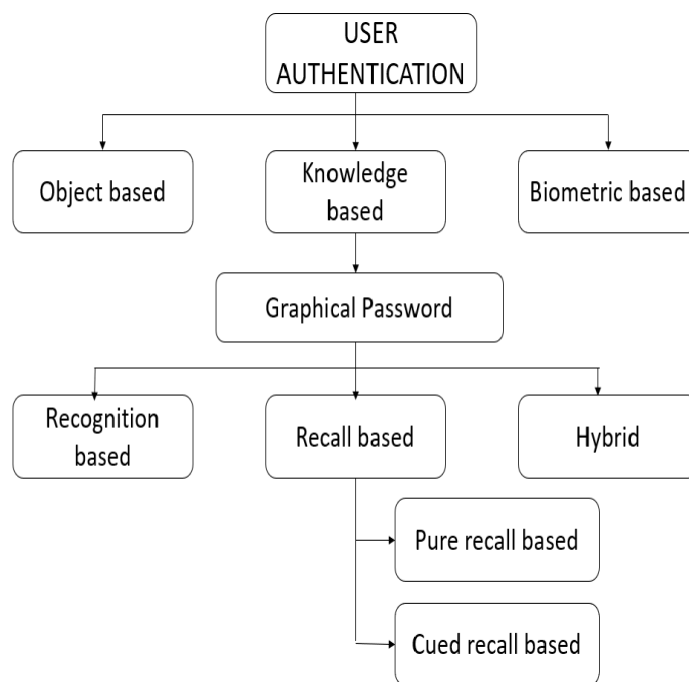 USER
AUTHENTICATION
Object based
Knowledge
based
Biometric based
Graphical Password
Recognition
based
Recall based
Hybrid
Pure recall based
Cued recall based